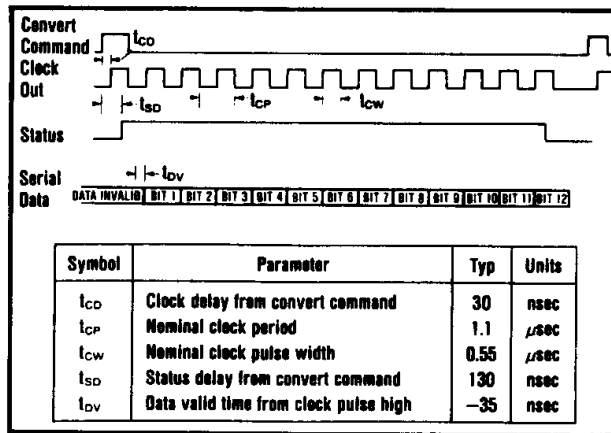 Convert
Command
tCD
Clock
Out
tSD
tCP
tCW
Status
tDV
Serial
Data
DATA INVALID BIT 1 BIT 2 BIT 3 BIT 4 BIT 5 BIT 6 BIT 7 BIT 8 BIT 9 BIT 10 BIT 11 BIT 12
Symbol Parameter Typ Units
tCD Clock delay from convert command 30 nsec
tCP Nominal clock period 1.1 μsec
tCW Nominal clock pulse width 0.55 μsec
tSD Status delay from convert command 130 nsec
tDV Data valid time from clock pulse high −35 nsec